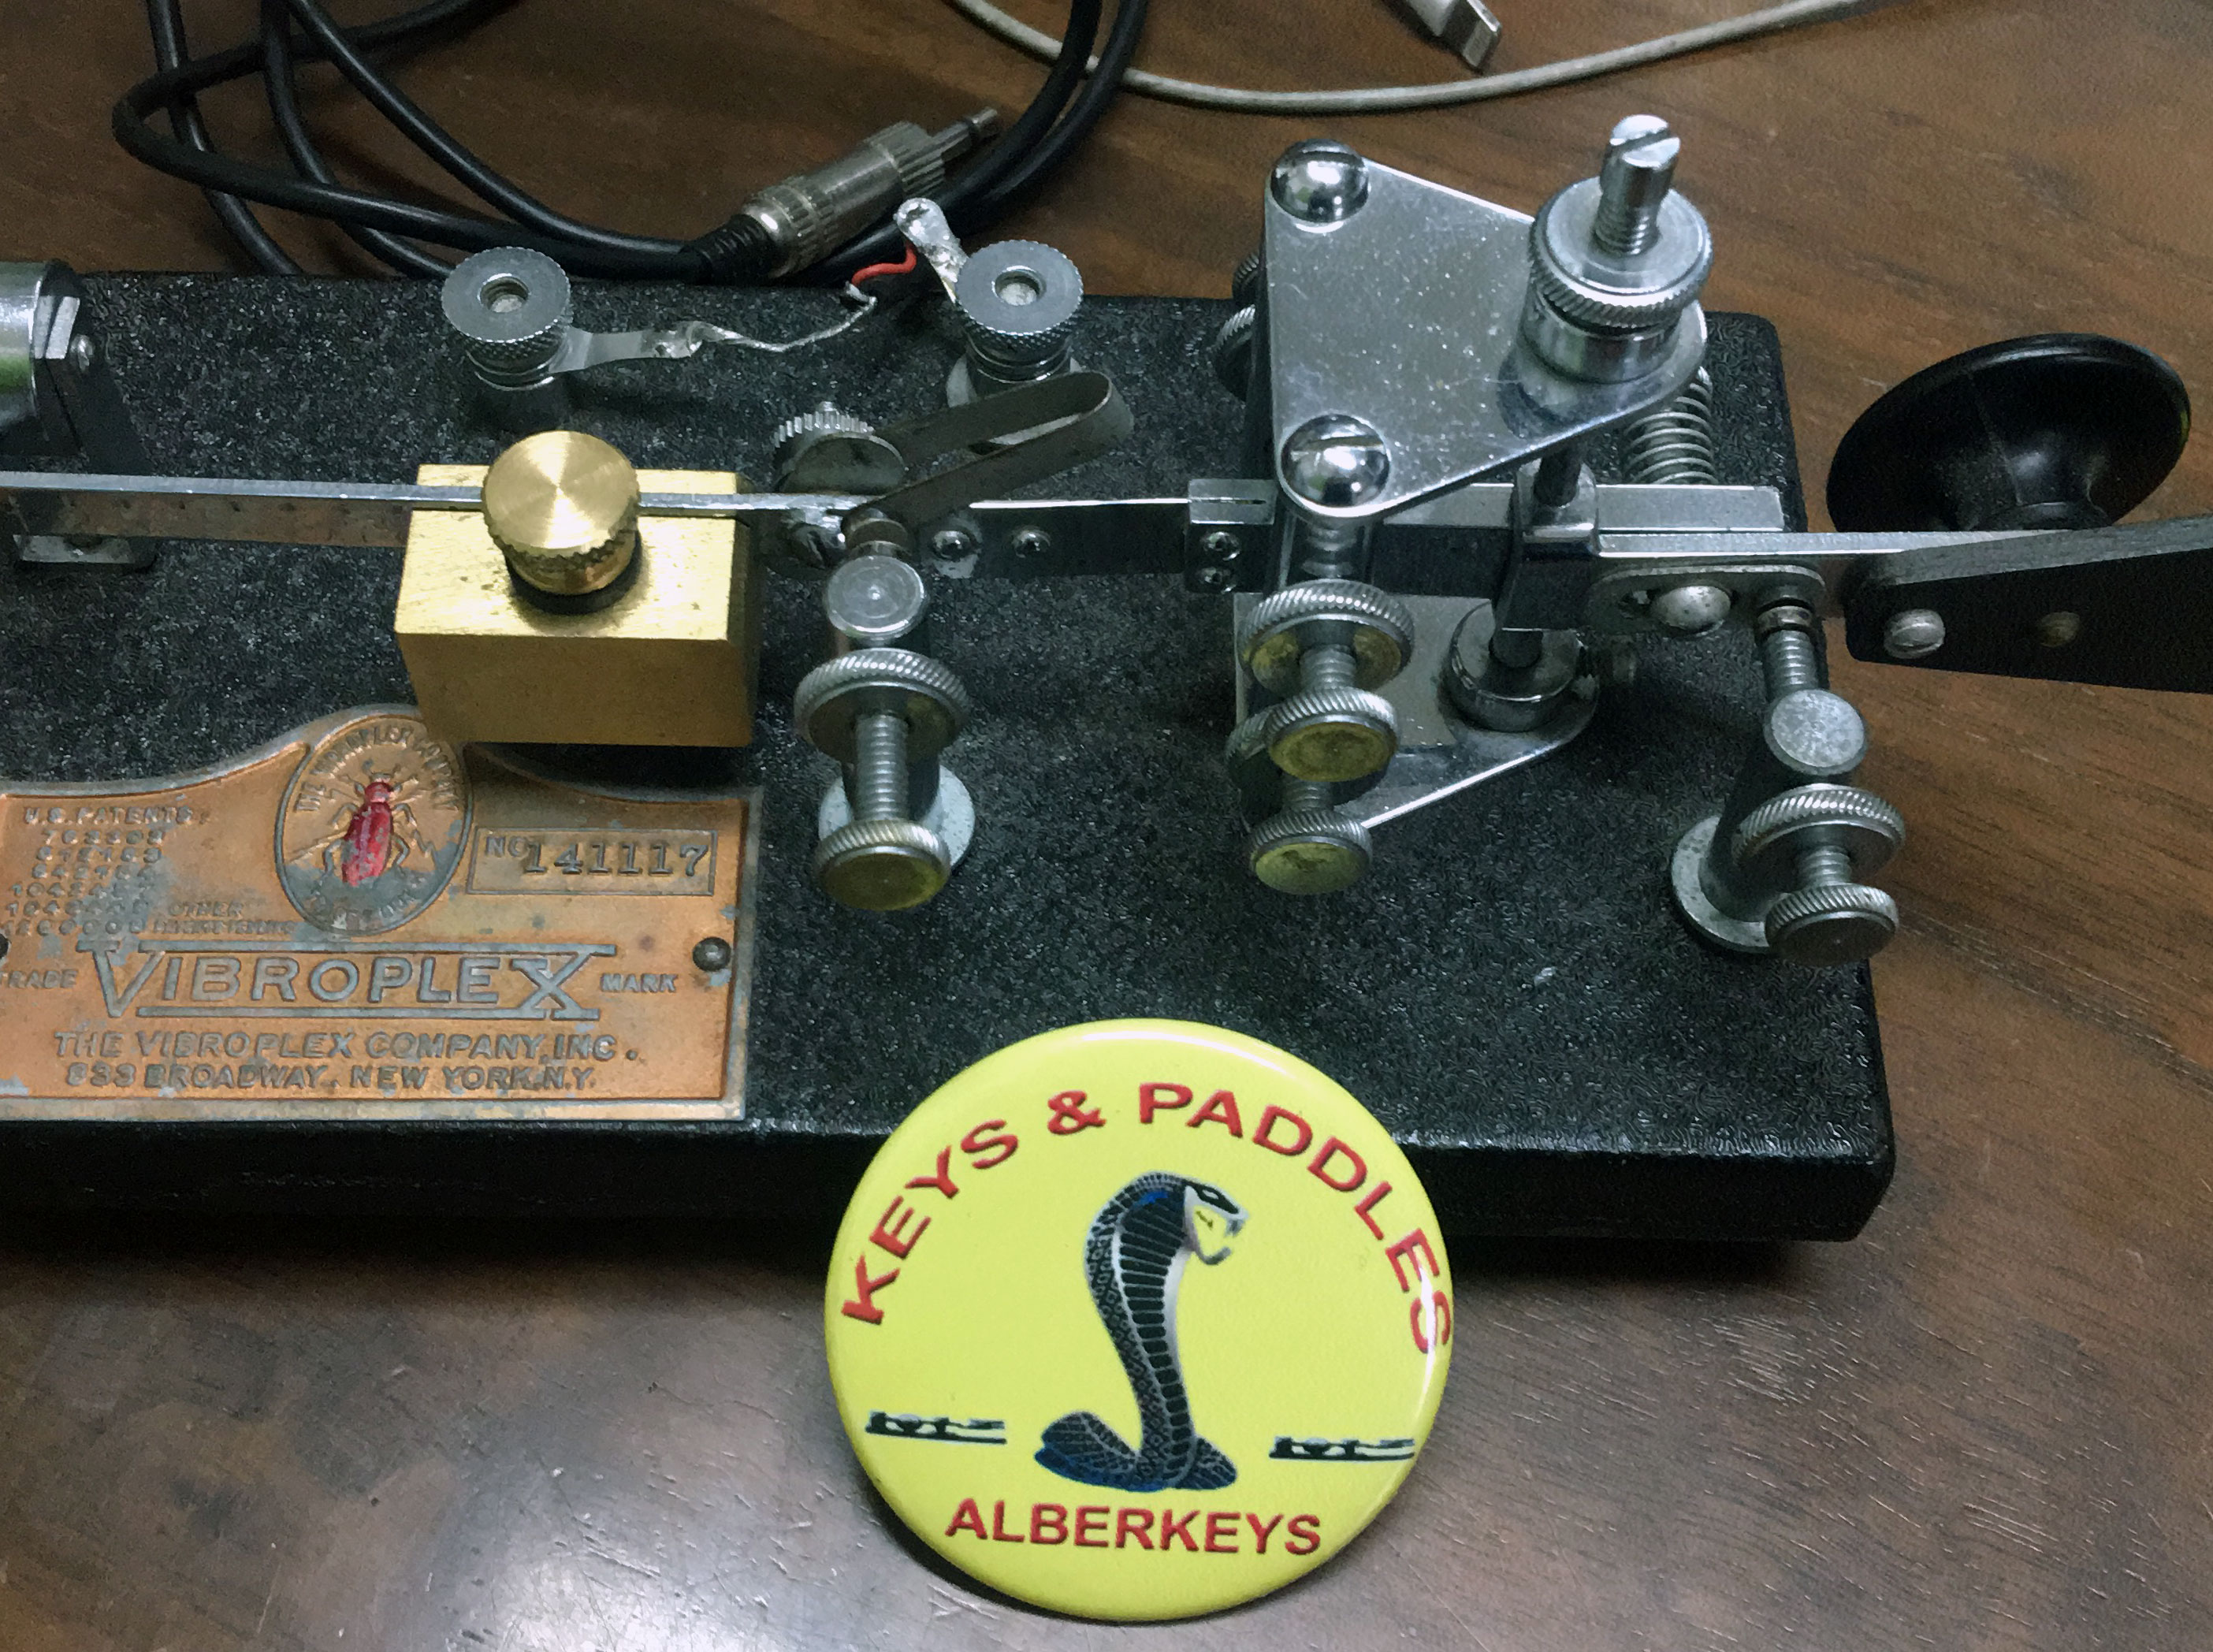 U.S. PATENTS:
OTHER
No 141117
TRADE VIBROPLEX MARK
THE VIBROPLEX COMPANY, INC.
833 BROADWAY, NEW YORK, N.Y.
KEYS & PADDLES
ALBERKEYS